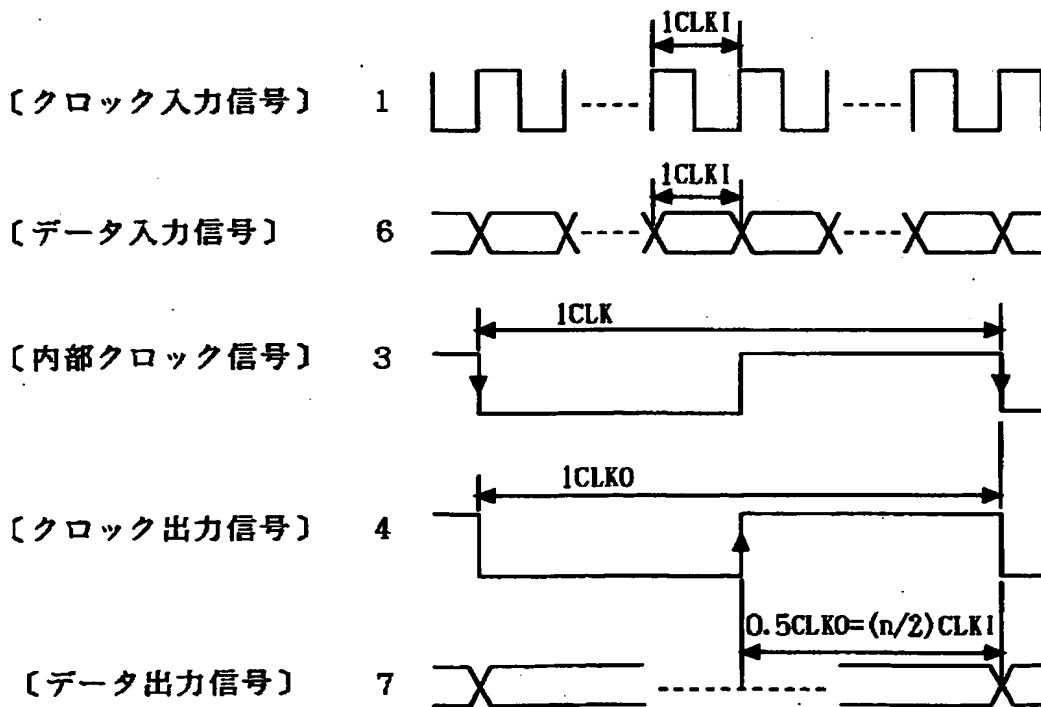 1CLKI
〔クロック入力信号〕 1
1CLKI
〔データ入力信号〕 6
1CLK
〔内部クロック信号〕 3
1CLKO
〔クロック出力信号〕 4
0.5CLKO=(n/2)CLKI
〔データ出力信号〕 7